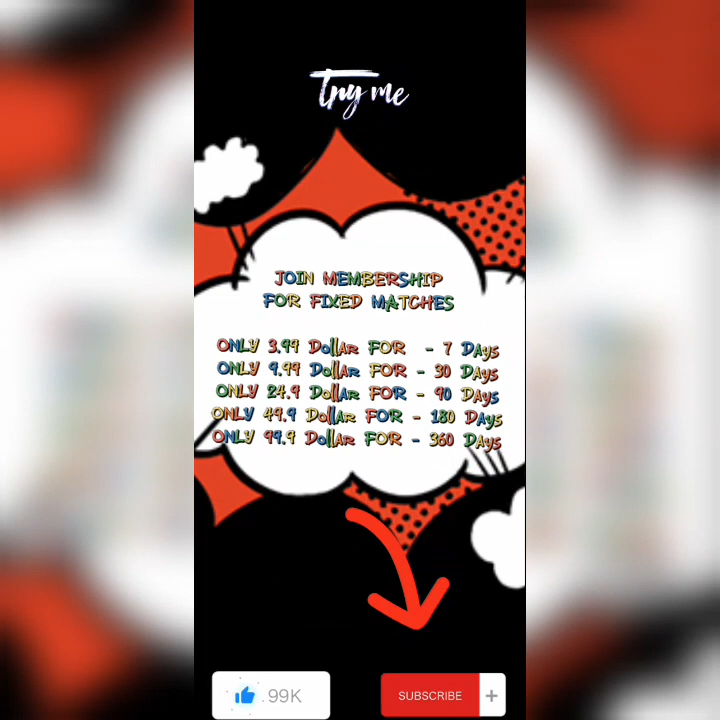 Try me
JOIN MEMBERSHIP
FOR FIXED MATCHES
ONLY 3.99 DollAR FOR - 7 DAys
ONLY 9.99 DollAR FOR - 30 DAys
ONLY 24.9 DollAR FOR - 90 DAys
ONLY 49.9 DollAR FOR - 180 DAys
ONLY 99.9 DollAR FOR - 360 DAys
99K
SUBSCRIBE +